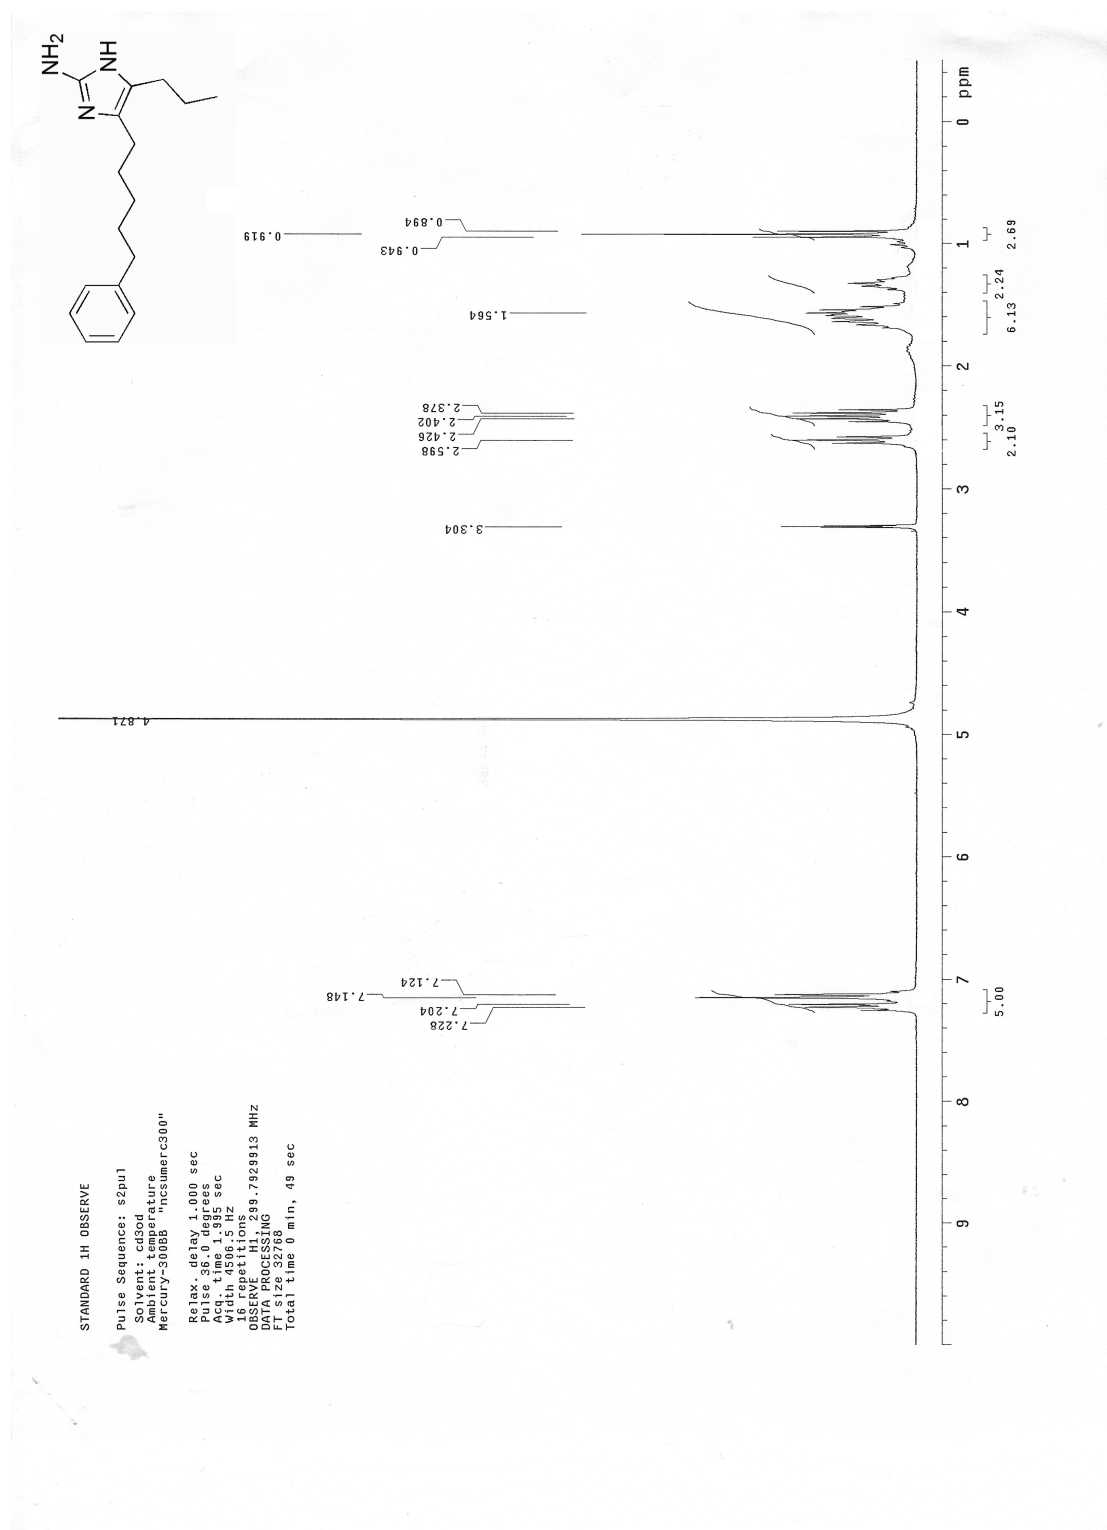 STANDARD 1H OBSERVE
Pulse Sequence: s2pul
Solvent: cd3od
Ambient temperature
Mercury-300BB "ncsumerc300"
Relax. delay 1.000 sec
Pulse 36.0 degrees
Acq. time 1.995 sec
Width 4506.5 Hz
16 repetitions
OBSERVE H1, 299.7929913 MHz
DATA PROCESSING
FT size 32768
Total time 0 min, 49 sec
NH2
NH
N
7.228
7.204
7.148
7.124
4.871
3.304
2.598
2.426
2.402
2.378
1.564
0.943
0.919
0.894
9 8 7 6 5 4 3 2 1 0 ppm
5.00
2.10
3.15
6.13
2.24
2.69